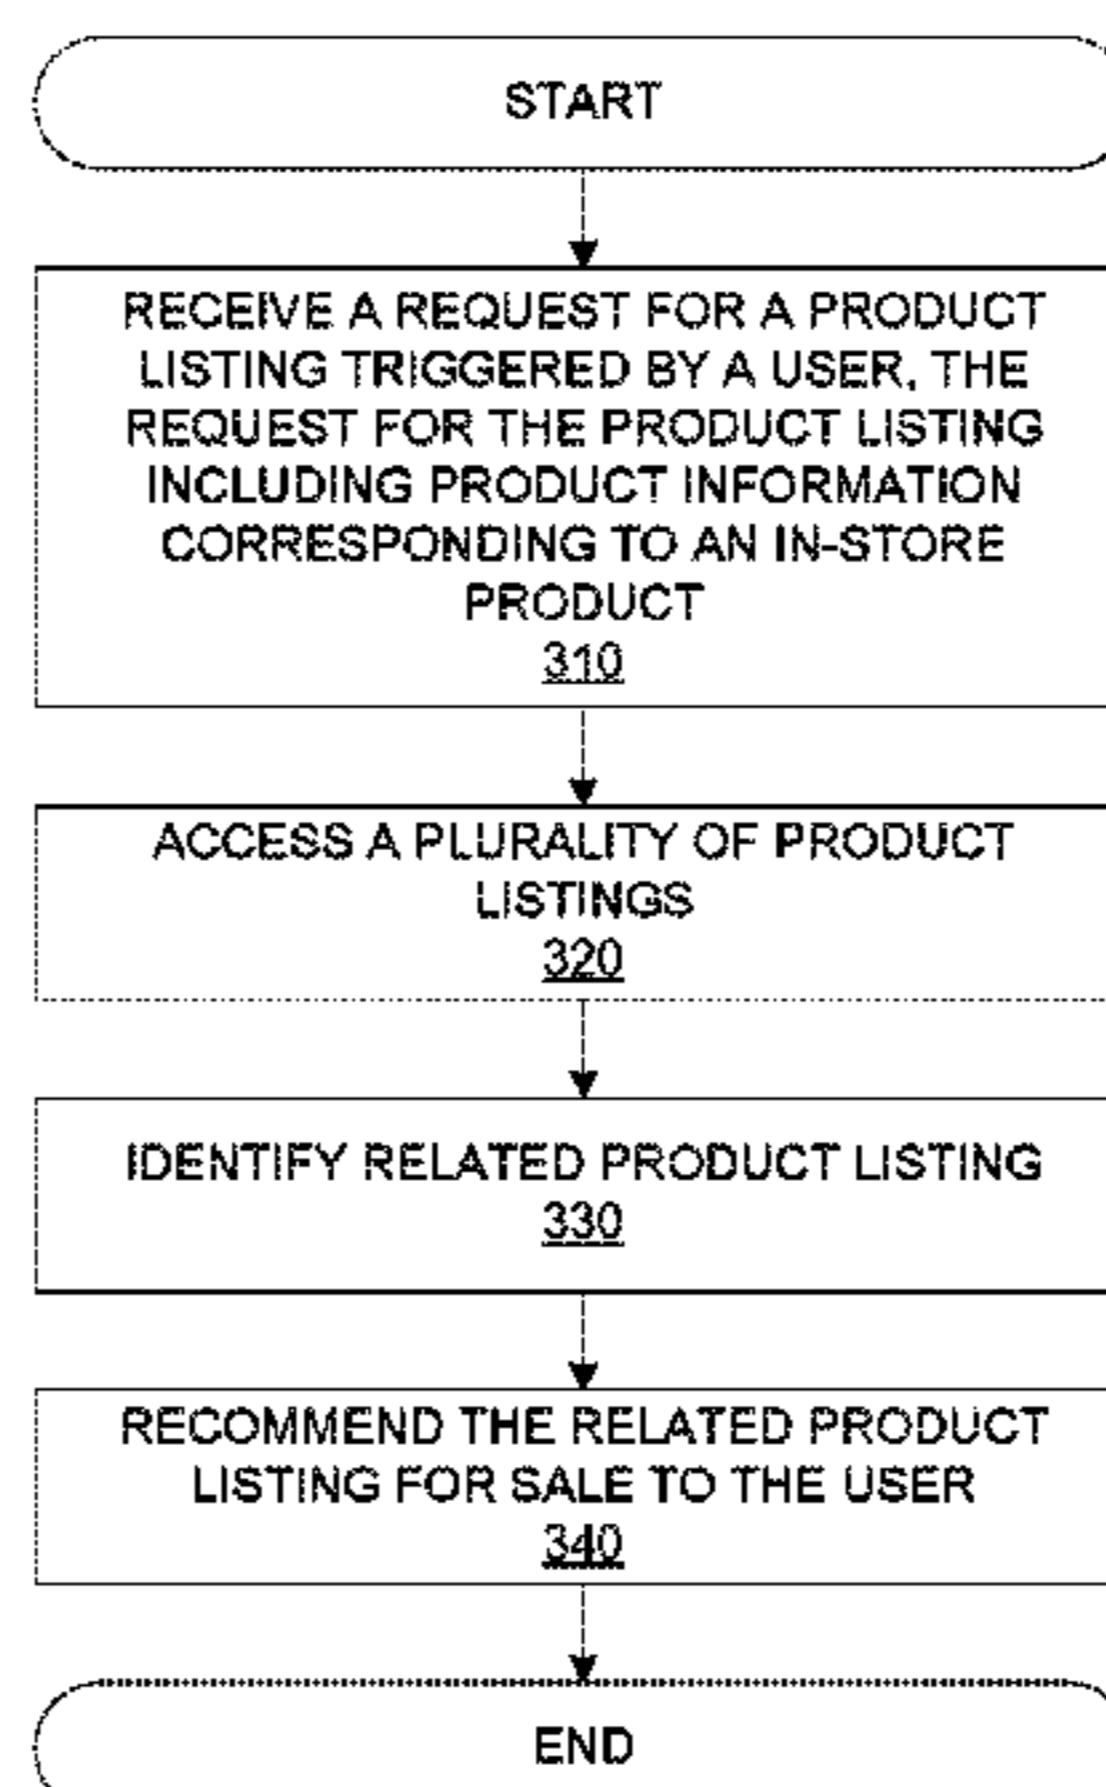 START
RECEIVE A REQUEST FOR A PRODUCT
LISTING TRIGGERED BY A USER, THE
REQUEST FOR THE PRODUCT LISTING
INCLUDING PRODUCT INFORMATION
CORRESPONDING TO AN IN-STORE
PRODUCT
310
ACCESS A PLURALITY OF PRODUCT
LISTINGS
320
IDENTIFY RELATED PRODUCT LISTING
330
RECOMMEND THE RELATED PRODUCT
LISTING FOR SALE TO THE USER
340
END